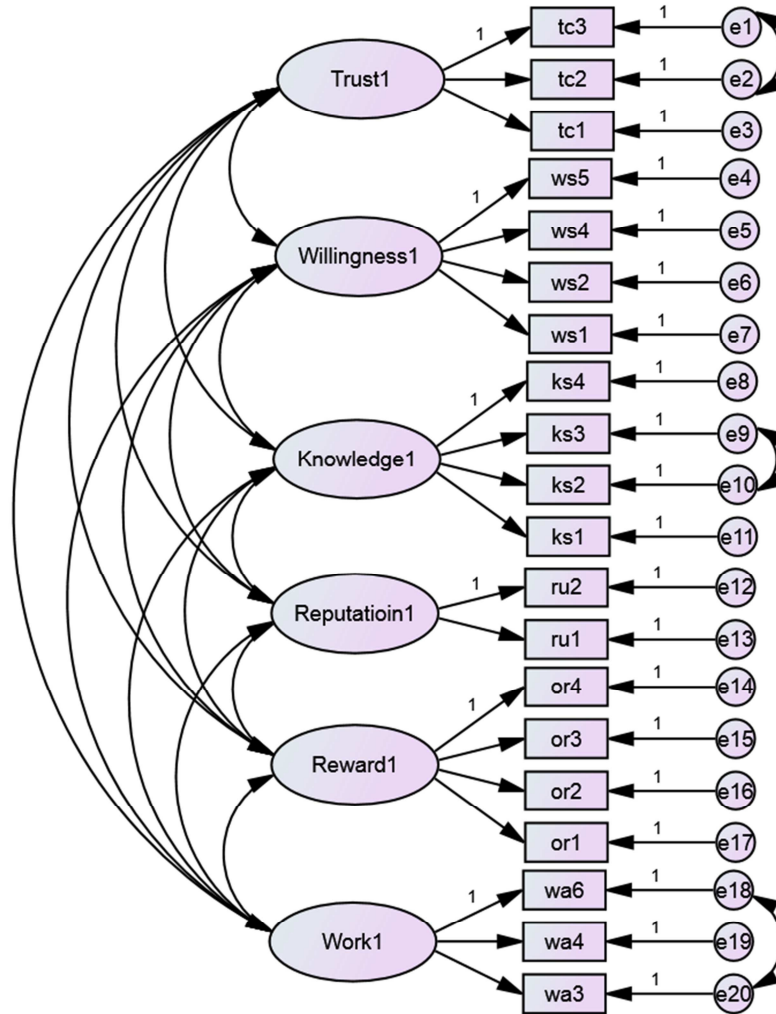 1 tc3 1 e1
Trust1 tc2 1 e2
tc1 1 e3
1 ws5 1 e4
Willingness1 ws4 1 e5
ws2 1 e6
ws1 1 e7
1 ks4 1 e8
Knowledge1 ks3 1 e9
ks2 1 e10
ks1 1 e11
1 ru2 1 e12
Reputatioin1
ru1 1 e13
1 or4 1 e14
Reward1 or3 1 e15
or2 1 e16
or1 1 e17
1 wa6 1 e18
Work1 wa4 1 e19
wa3 1 e20